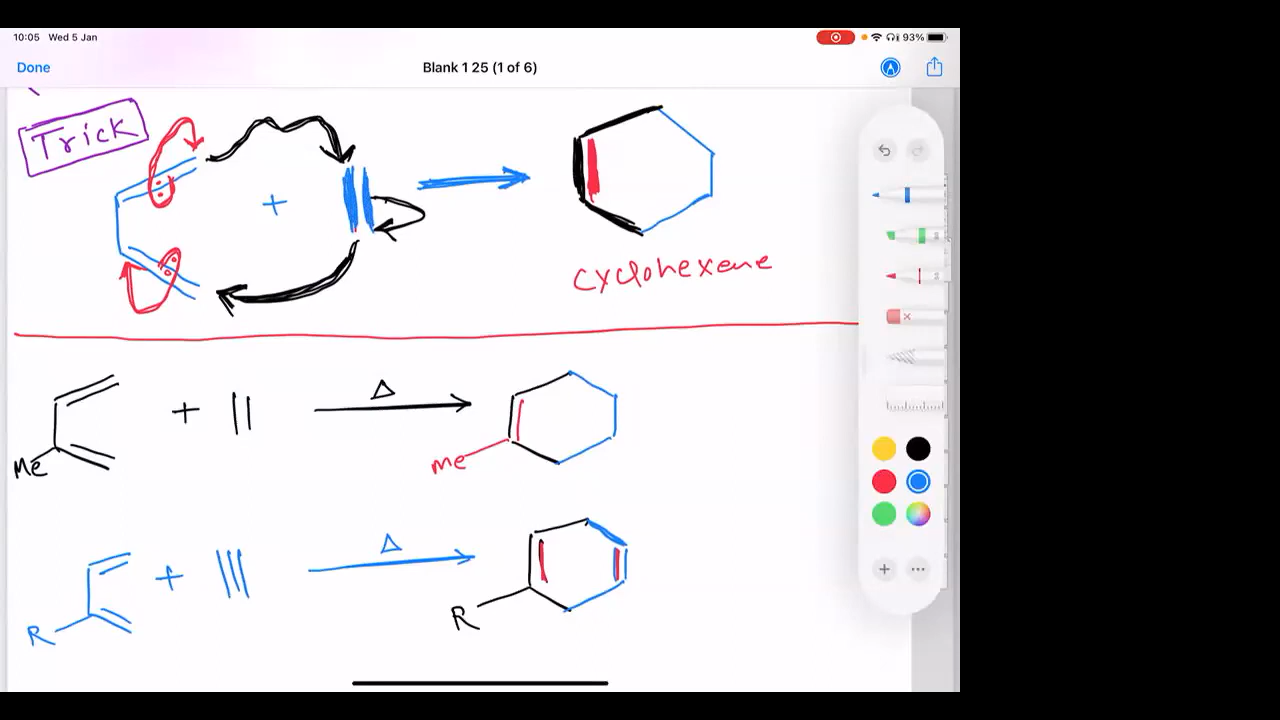 10:05 Wed 5 Jan 93%
Done Blank 1 25 (1 of 6)
Trick
+
cyclohexene
+ Δ
Me
Me
+ Δ
R
R